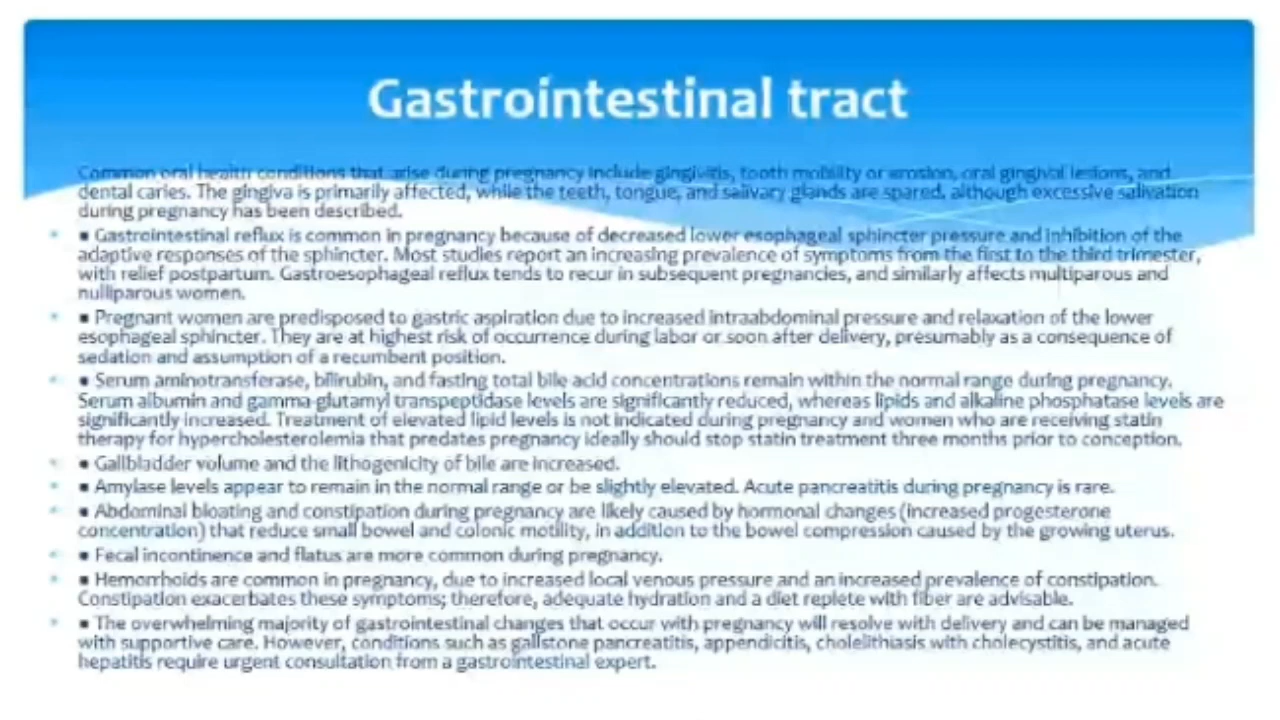 Gastrointestinal tract
Common oral health conditions that arise during pregnancy include gingivitis, tooth mobility or erosion, oral gingival lesions, and
dental caries. The gingiva is primarily affected, while the teeth, tongue, and salivary glands are spared, although excessive salivation
during pregnancy has been described.
• ■ Gastrointestinal reflux is common in pregnancy because of decreased lower esophageal sphincter pressure and inhibition of the
adaptive responses of the sphincter. Most studies report an increasing prevalence of symptoms from the first to the third trimester,
with relief postpartum. Gastroesophageal reflux tends to recur in subsequent pregnancies, and similarly affects multiparous and
nulliparous women.
• ■ Pregnant women are predisposed to gastric aspiration due to increased intraabdominal pressure and relaxation of the lower
esophageal sphincter. They are at highest risk of occurrence during labor or soon after delivery, presumably as a consequence of
sedation and assumption of a recumbent position.
• ■ Serum aminotransferase, bilirubin, and fasting total bile acid concentrations remain within the normal range during pregnancy.
Serum albumin and gamma-glutamyl transpeptidase levels are significantly reduced, whereas lipids and alkaline phosphatase levels are
significantly increased. Treatment of elevated lipid levels is not indicated during pregnancy and women who are receiving statin
therapy for hypercholesterolemia that predates pregnancy ideally should stop statin treatment three months prior to conception.
• ■ Gallbladder volume and the lithogenicity of bile are increased.
• ■ Amylase levels appear to remain in the normal range or be slightly elevated. Acute pancreatitis during pregnancy is rare.
• ■ Abdominal bloating and constipation during pregnancy are likely caused by hormonal changes (increased progesterone
concentration) that reduce small bowel and colonic motility, in addition to the bowel compression caused by the growing uterus.
• ■ Fecal incontinence and flatus are more common during pregnancy.
• ■ Hemorrhoids are common in pregnancy, due to increased local venous pressure and an increased prevalence of constipation.
Constipation exacerbates these symptoms; therefore, adequate hydration and a diet replete with fiber are advisable.
• ■ The overwhelming majority of gastrointestinal changes that occur with pregnancy will resolve with delivery and can be managed
with supportive care. However, conditions such as gallstone pancreatitis, appendicitis, cholelithiasis with cholecystitis, and acute
hepatitis require urgent consultation from a gastrointestinal expert.